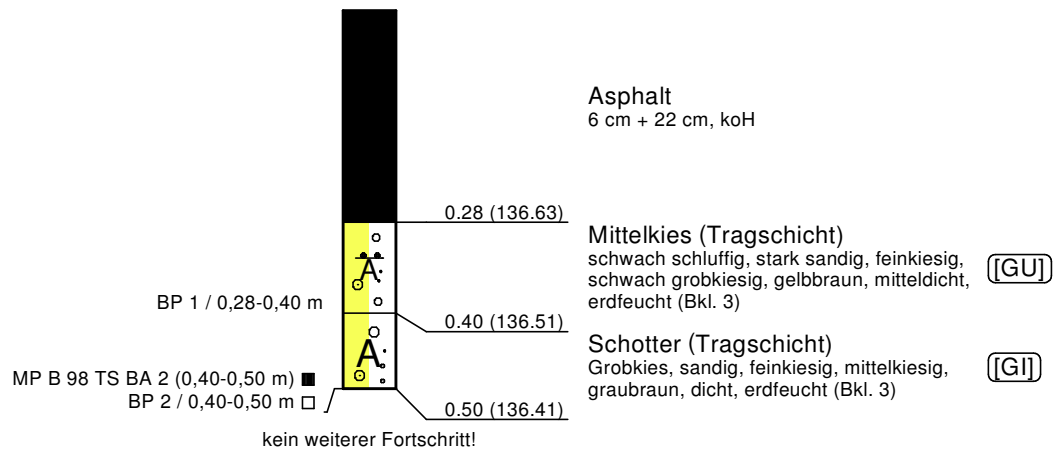 Asphalt
6 cm + 22 cm, koH
0.28 (136.63)
Mittelkies (Tragschicht)
schwach schluffig, stark sandig, feinkiesig,
schwach grobkiesig, gelbbraun, mitteldicht,
erdfeucht (Bkl. 3)
[GU]
A
BP 1 / 0,28-0,40 m
0.40 (136.51)
Schotter (Tragschicht)
Grobkies, sandig, feinkiesig, mittelkiesig,
graubraun, dicht, erdfeucht (Bkl. 3)
[GI]
A
MP B 98 TS BA 2 (0,40-0,50 m)
BP 2 / 0,40-0,50 m
0.50 (136.41)
kein weiterer Fortschritt!